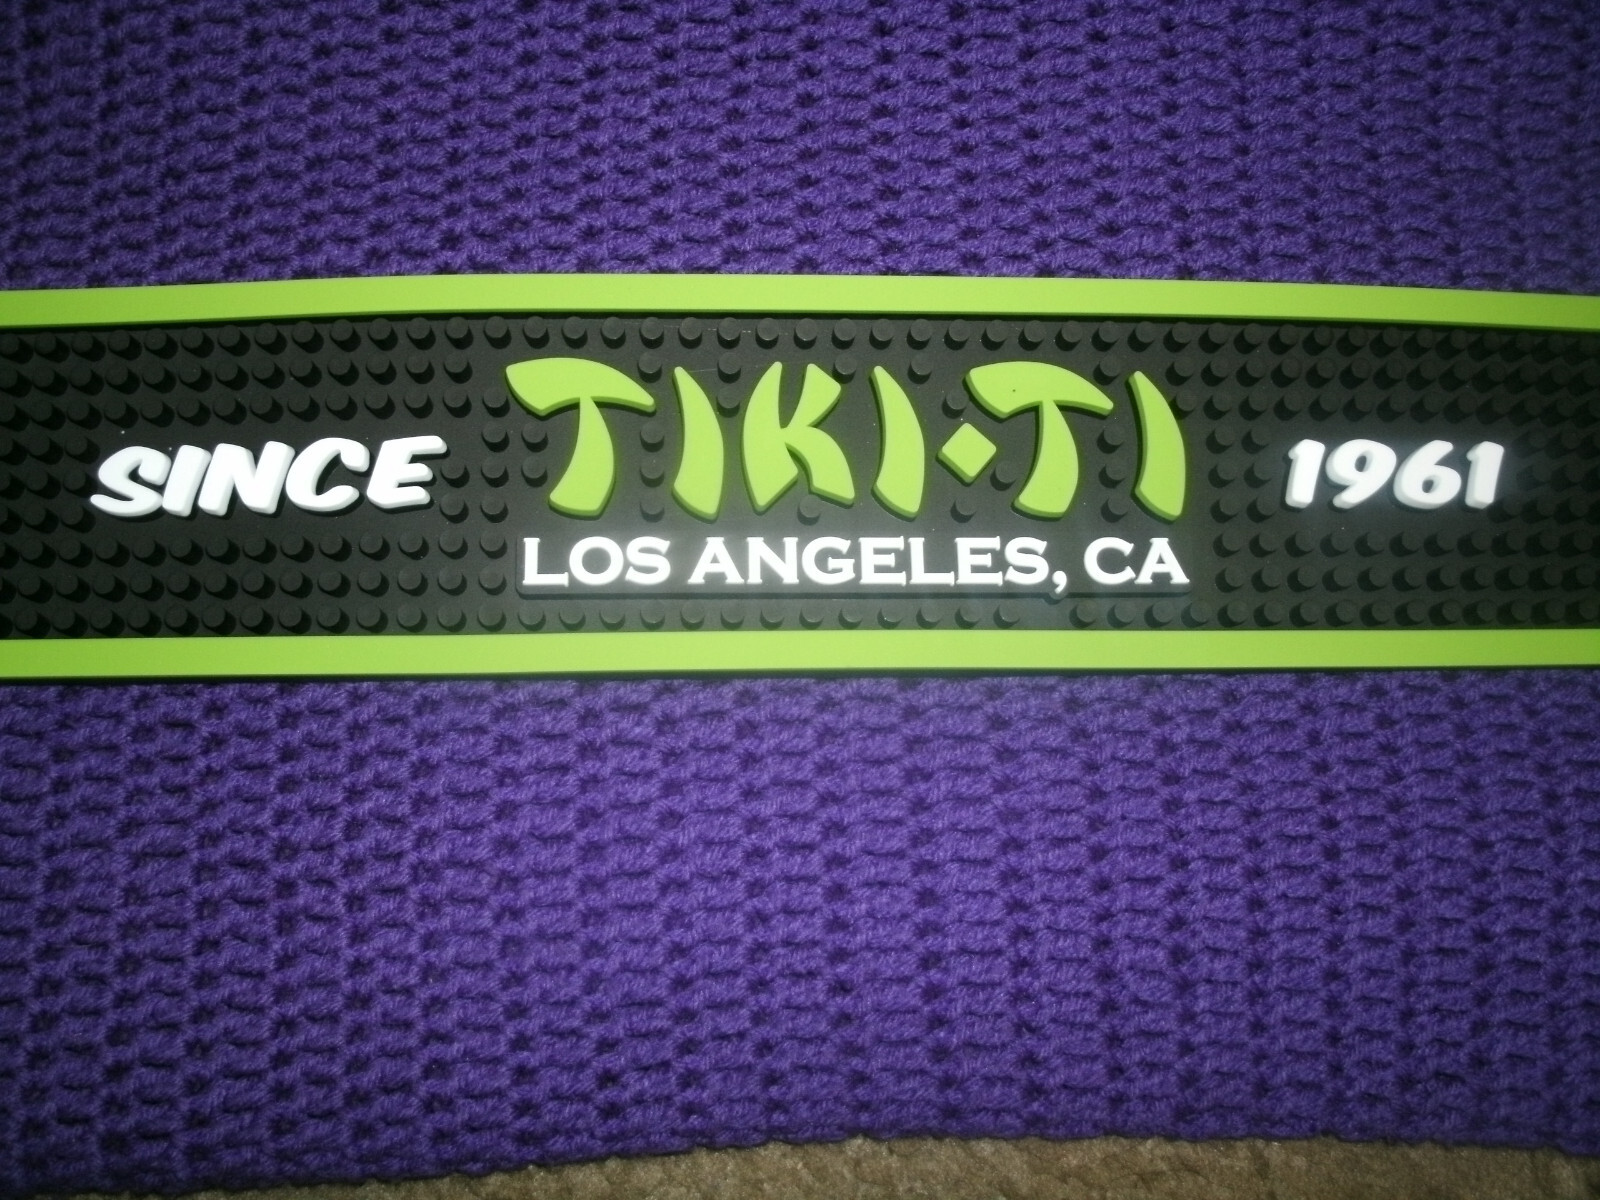 SINCE TIKI·TI 1961
LOS ANGELES, CA